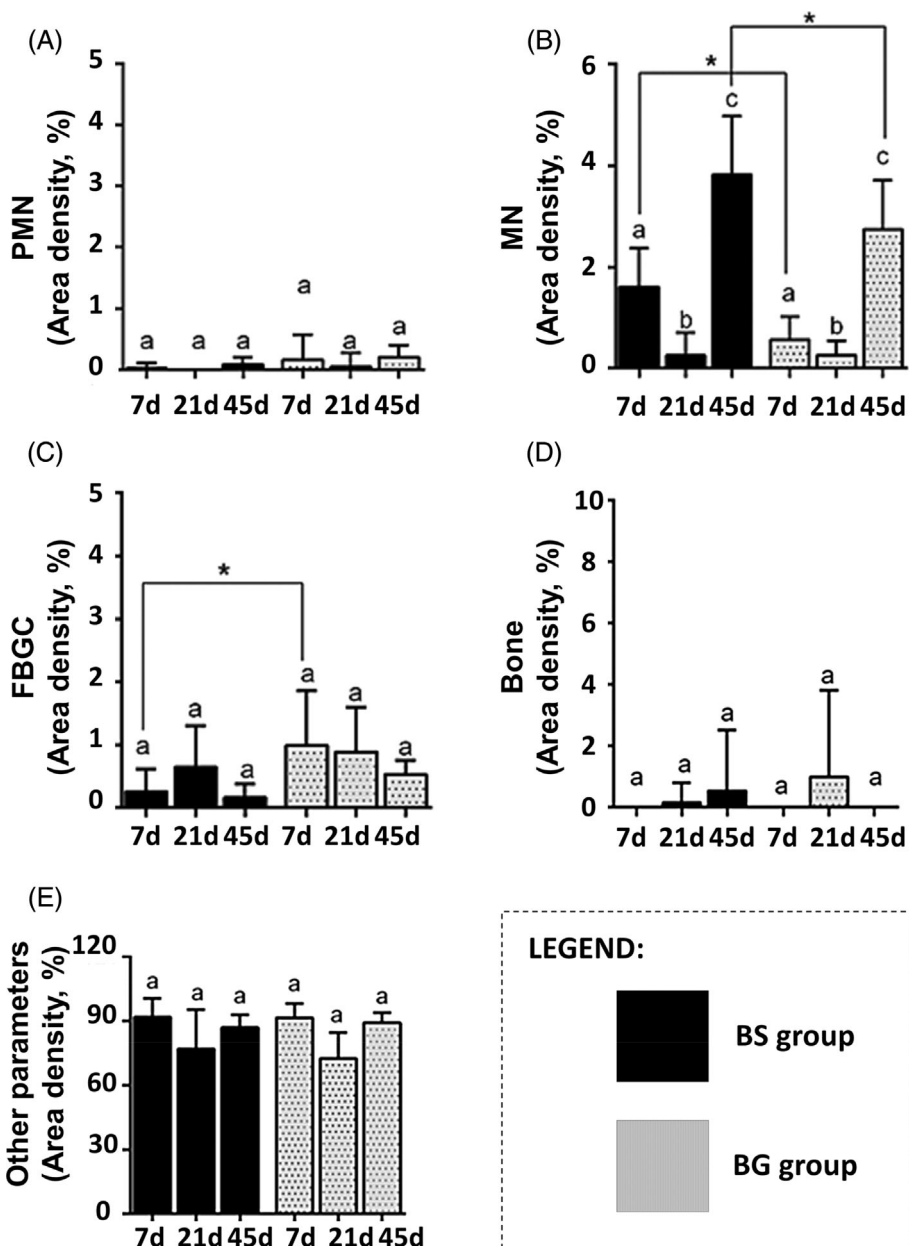 (A)
PMN
(Area density, %)
5
4
3
2
1
0
a
a
a
a
a
a
7d 21d 45d 7d 21d 45d
(B)
MN
(Area density, %)
6
4
2
0
*
*
a
b
c
a
b
c
7d 21d 45d 7d 21d 45d
(C)
FBGC
(Area density, %)
5
4
3
2
1
0
*
a
a
a
a
a
a
7d 21d 45d 7d 21d 45d
(D)
Bone
(Area density, %)
10
8
6
4
2
0
a
a
a
a
a
a
7d 21d 45d 7d 21d 45d
(E)
Other parameters
(Area density, %)
120
90
60
30
0
a
a
a
a
a
a
7d 21d 45d 7d 21d 45d
LEGEND:
BS group
BG group